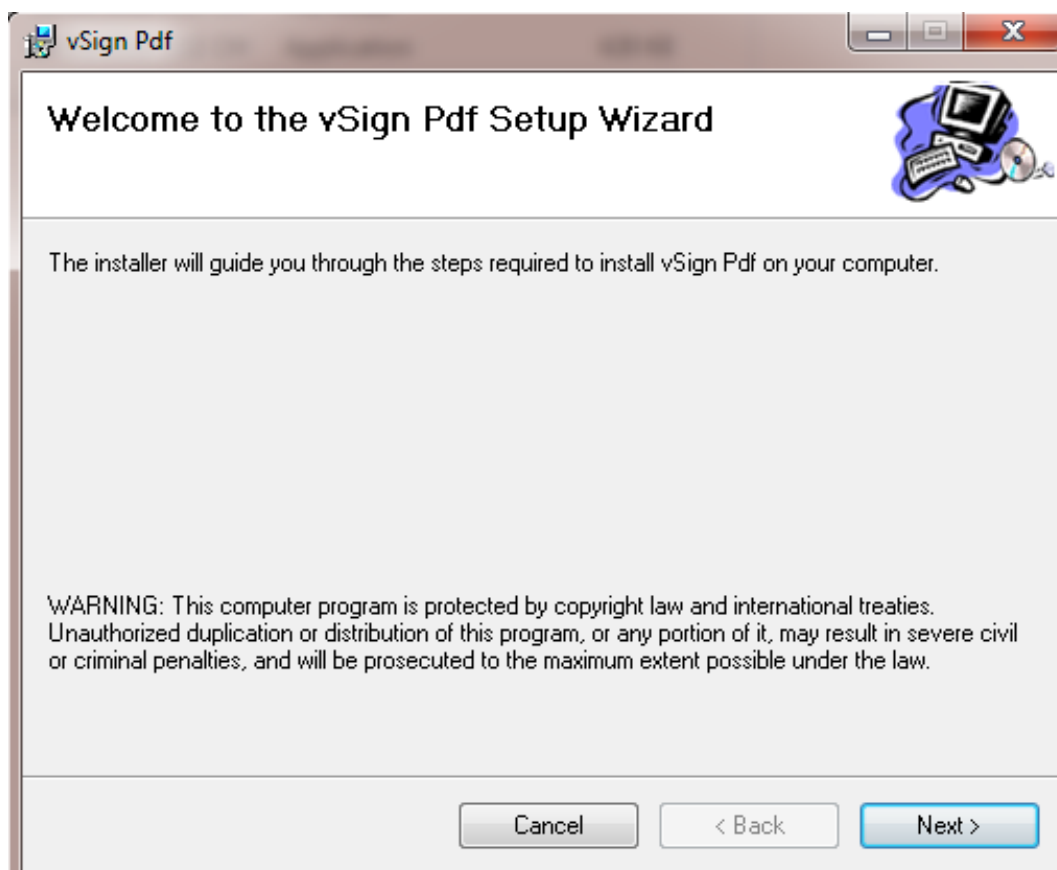 vSign Pdf
Welcome to the vSign Pdf Setup Wizard
The installer will guide you through the steps required to install vSign Pdf on your computer.
WARNING: This computer program is protected by copyright law and international treaties.
Unauthorized duplication or distribution of this program, or any portion of it, may result in severe civil
or criminal penalties, and will be prosecuted to the maximum extent possible under the law.
Cancel
< Back
Next >